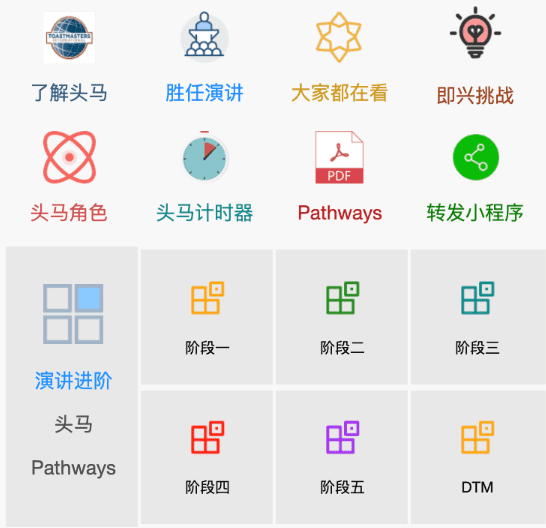 TOASTMASTERS
INTERNATIONAL
了解头马
胜任演讲
大家都在看
即兴挑战
PDF
头马角色
头马计时器
Pathways
转发小程序
演讲进阶
头马
Pathways
阶段一
阶段二
阶段三
阶段四
阶段五
DTM